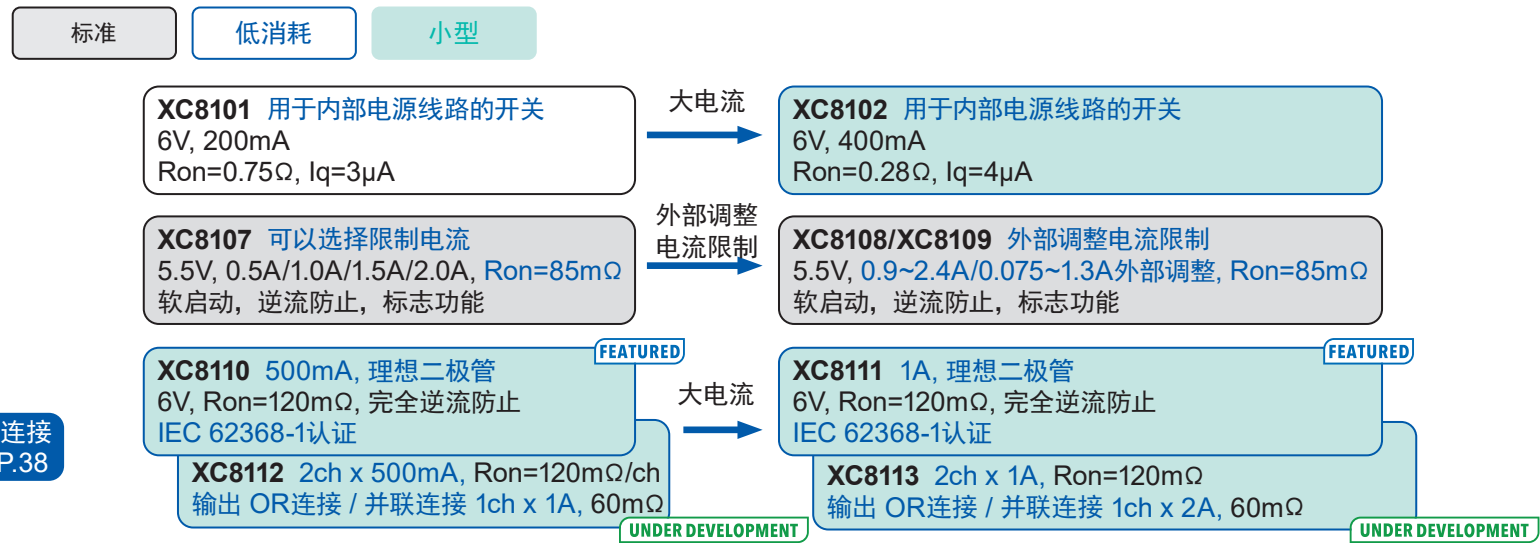 标准
低消耗
小型
XC8101 用于内部电源线路的开关
6V, 200mA
Ron=0.75Ω, Iq=3μA
大电流
XC8102 用于内部电源线路的开关
6V, 400mA
Ron=0.28Ω, Iq=4μA
XC8107 可以选择限制电流
5.5V, 0.5A/1.0A/1.5A/2.0A, Ron=85mΩ
软启动，逆流防止，标志功能
外部调整
电流限制
XC8108/XC8109 外部调整电流限制
5.5V, 0.9~2.4A/0.075~1.3A外部调整, Ron=85mΩ
软启动，逆流防止，标志功能
FEATURED
XC8110 500mA, 理想二极管
6V, Ron=120mΩ, 完全逆流防止
IEC 62368-1认证
大电流
FEATURED
XC8111 1A, 理想二极管
6V, Ron=120mΩ, 完全逆流防止
IEC 62368-1认证
连接
P.38
XC8112 2ch x 500mA, Ron=120mΩ/ch
输出 OR连接 / 并联连接 1ch x 1A, 60mΩ
UNDER DEVELOPMENT
XC8113 2ch x 1A, Ron=120mΩ
输出 OR连接 / 并联连接 1ch x 2A, 60mΩ
UNDER DEVELOPMENT